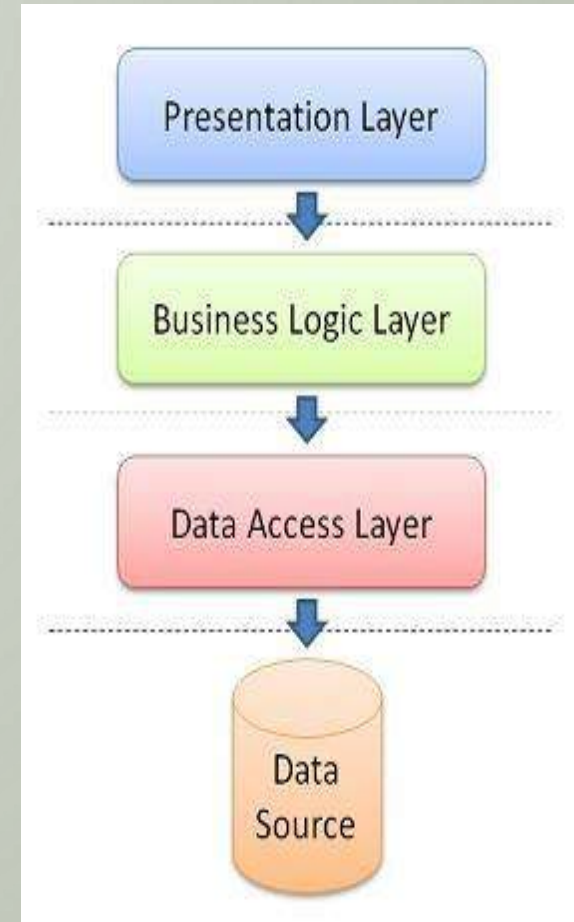 Presentation Layer
Business Logic Layer
Data Access Layer
Data
Source